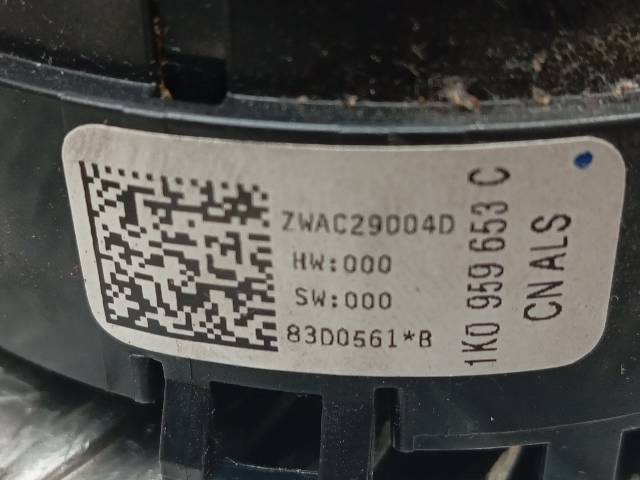 ZWAC29004D
HW:000
SW:000
83D0561*B
1K0 959 653 C
CN ALS